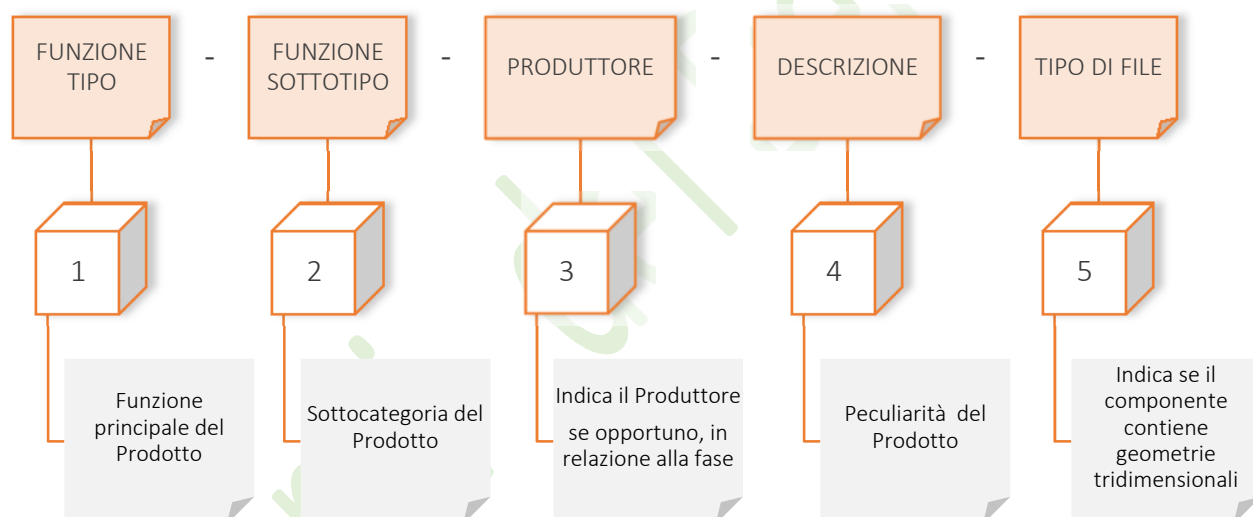 FUNZIONE
TIPO
-
FUNZIONE
SOTTOTIPO
-
PRODUTTORE
-
DESCRIZIONE
-
TIPO DI FILE
1
2
3
4
5
Funzione
principale del
Prodotto
Sottocategoria del
Prodotto
Indica il Produttore
se opportuno, in
relazione alla fase
Peculiarità del
Prodotto
Indica se il
componente
contiene
geometrie
tridimensionali